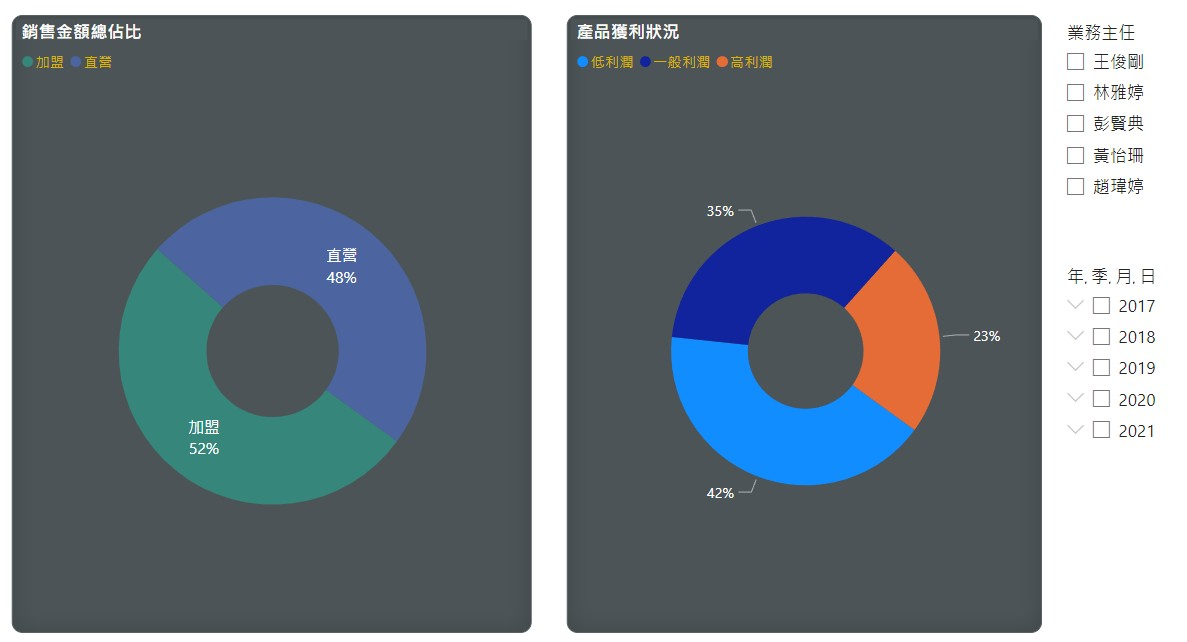 銷售金額總佔比
加盟 直營
直營
48%
加盟
52%
產品獲利狀況
低利潤 一般利潤 高利潤
35%
23%
42%
業務主任
王俊剛
林雅婷
彭賢典
黃怡珊
趙瑋婷
年, 季, 月, 日
2017
2018
2019
2020
2021